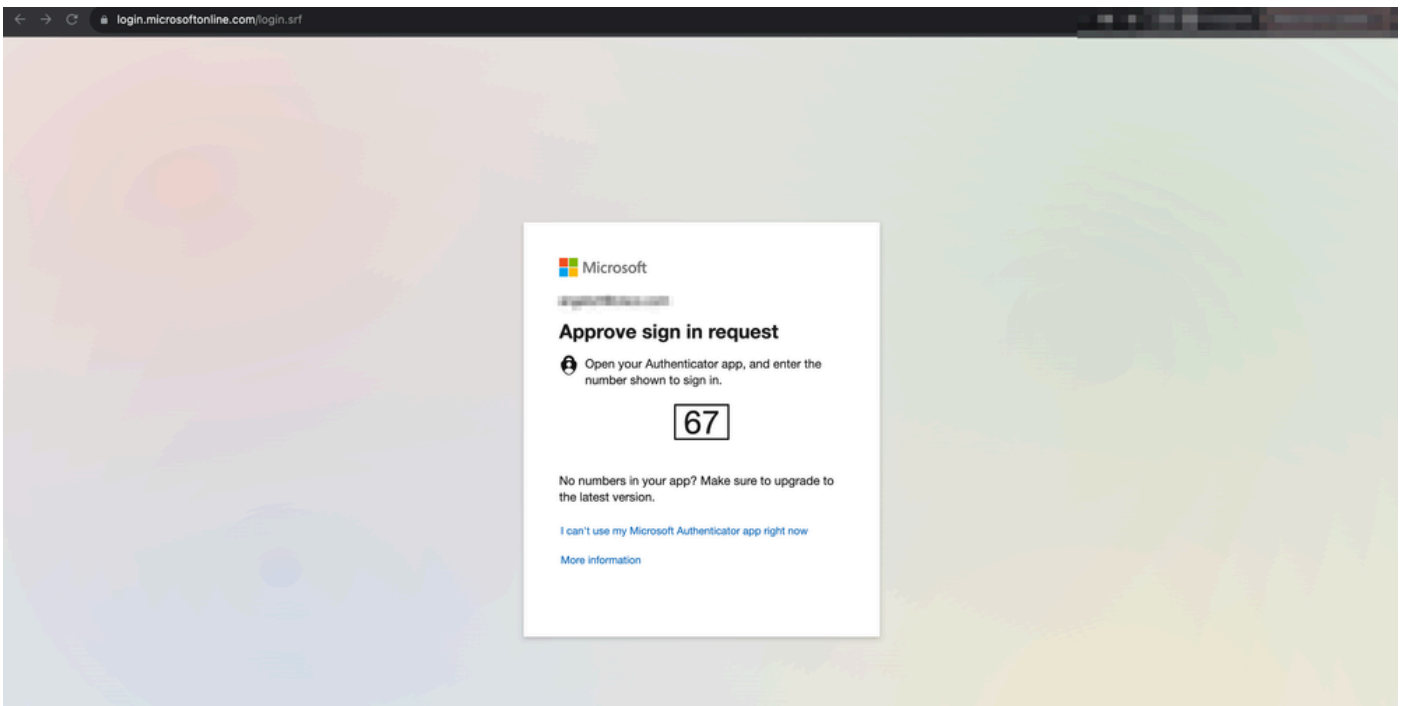 login.microsoftonline.com/login.srf
Microsoft
Approve sign in request
Open your Authenticator app, and enter the
number shown to sign in.
67
No numbers in your app? Make sure to upgrade to
the latest version.
I can't use my Microsoft Authenticator app right now
More information